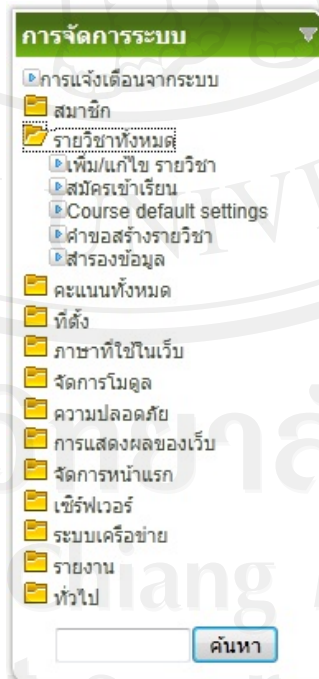 การจัดการระบบ
การแจ้งเตือนจากระบบ
สมาชิก
รายวิชาทั้งหมด
เพิ่ม/แก้ไข รายวิชา
สมัครเข้าเรียน
Course default settings
คำขอสร้างรายวิชา
สำรองข้อมูล
คะแนนทั้งหมด
ที่ตั้ง
ภาษาที่ใช้ในเว็บ
จัดการโมดูล
ความปลอดภัย
การแสดงผลของเว็บ
จัดการหน้าแรก
เซิร์ฟเวอร์
ระบบเครือข่าย
รายงาน
ทั่วไป
ค้นหา